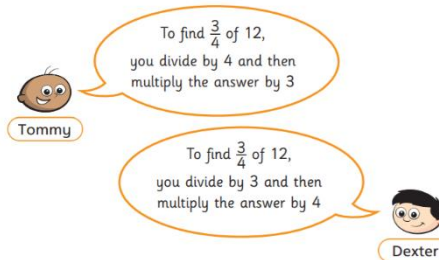 To find 3/4 of 12,
you divide by 4 and then
multiply the answer by 3
Tommy
To find 3/4 of 12,
you divide by 3 and then
multiply the answer by 4
Dexter